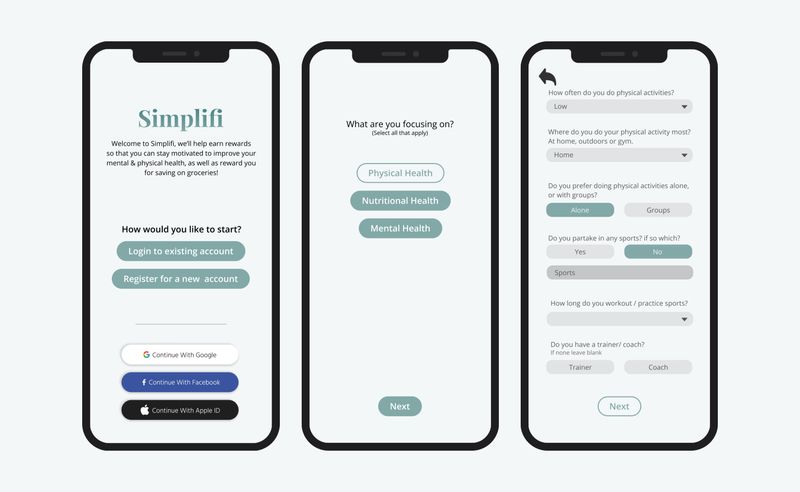 Simplifi
Welcome to Simplifi, we'll help earn rewards
so that you can stay motivated to improve your
mental & physical health, as well as reward you
for saving on groceries!
How would you like to start?
Login to existing account
Register for a new account
Continue With Google
Continue With Facebook
Continue With Apple ID
What are you focusing on?
(Select all that apply)
Physical Health
Nutritional Health
Mental Health
Next
How often do you do physical activities?
Low
Where do you do your physical activity most?
At home, outdoors or gym.
Home
Do you prefer doing physical activities alone,
or with groups?
Alone
Groups
Do you partake in any sports? if so which?
Yes
No
Sports
How long do you workout / practice sports?
Do you have a trainer/ coach?
If none leave blank
Trainer
Coach
Next